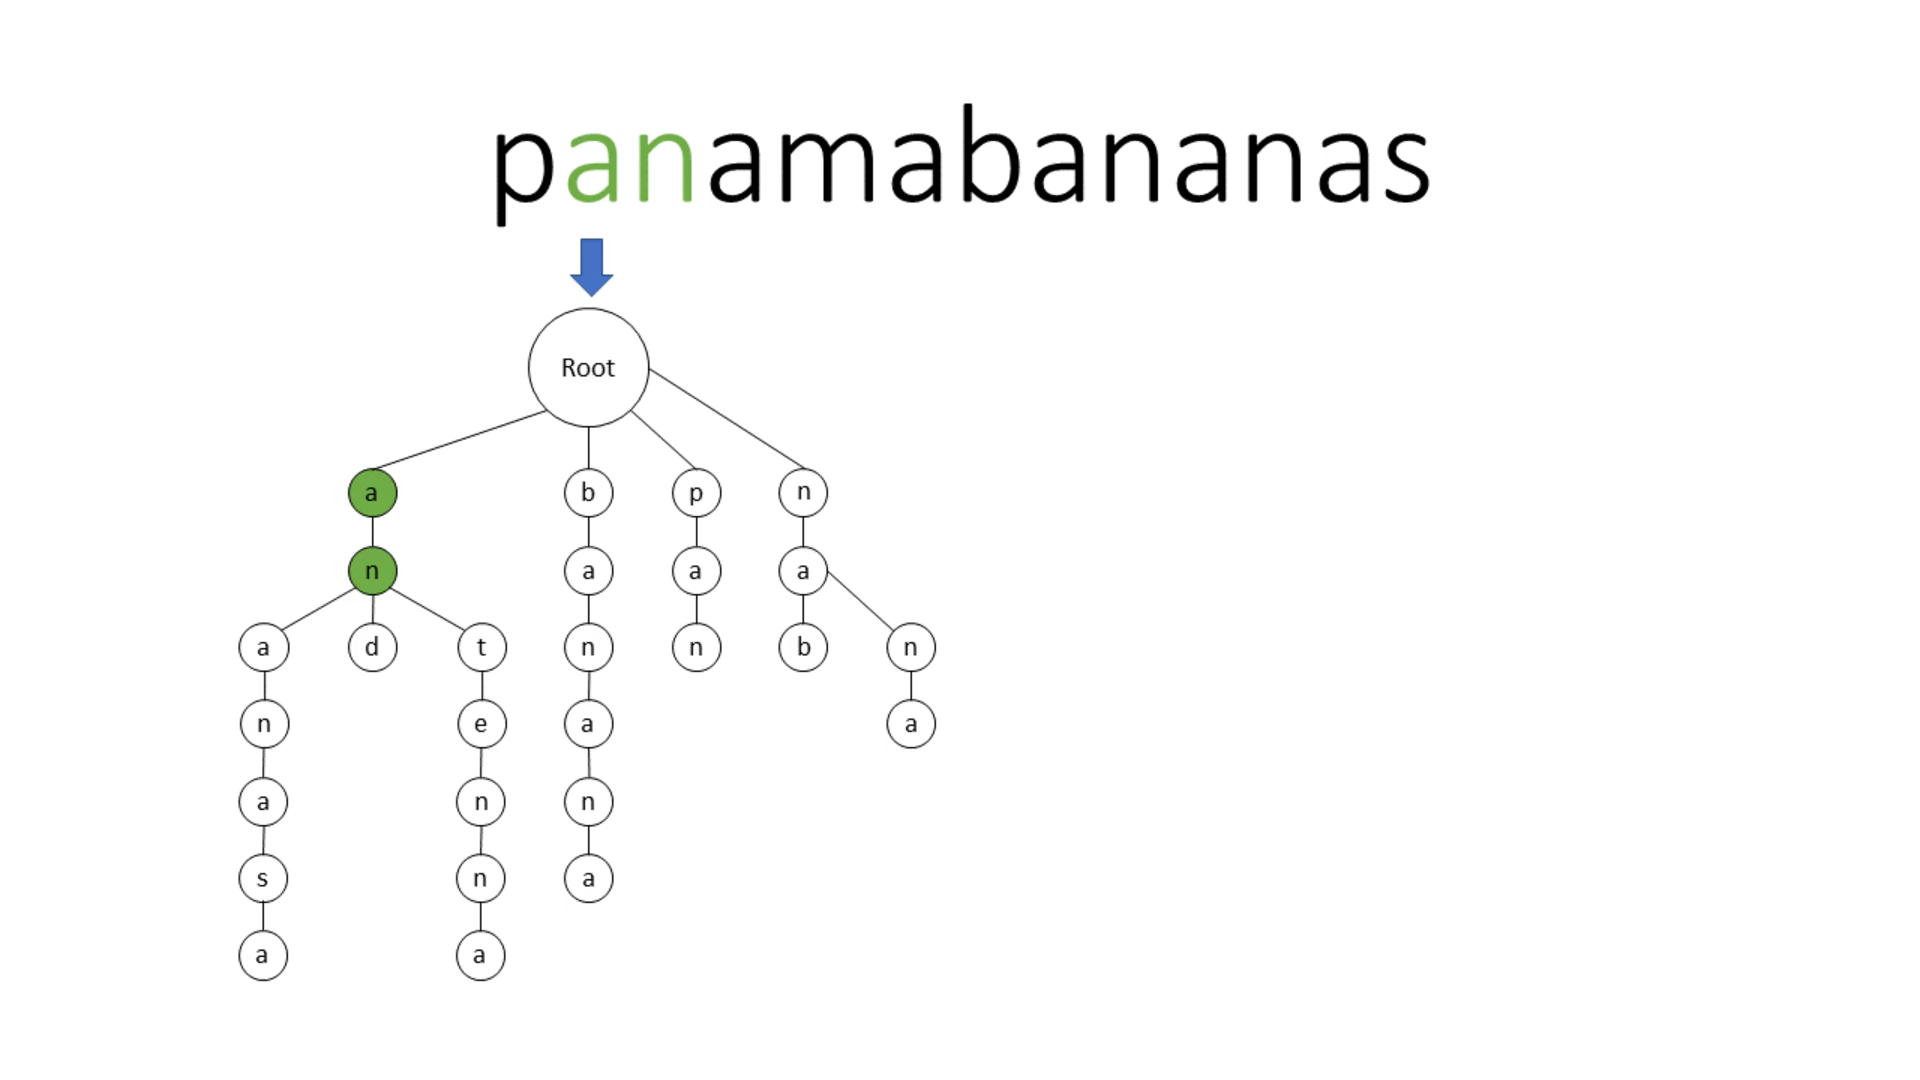 panamabananas
Root
a b p n
n a a a
a d t n n b n
n e a a
a n n
s n a
a a